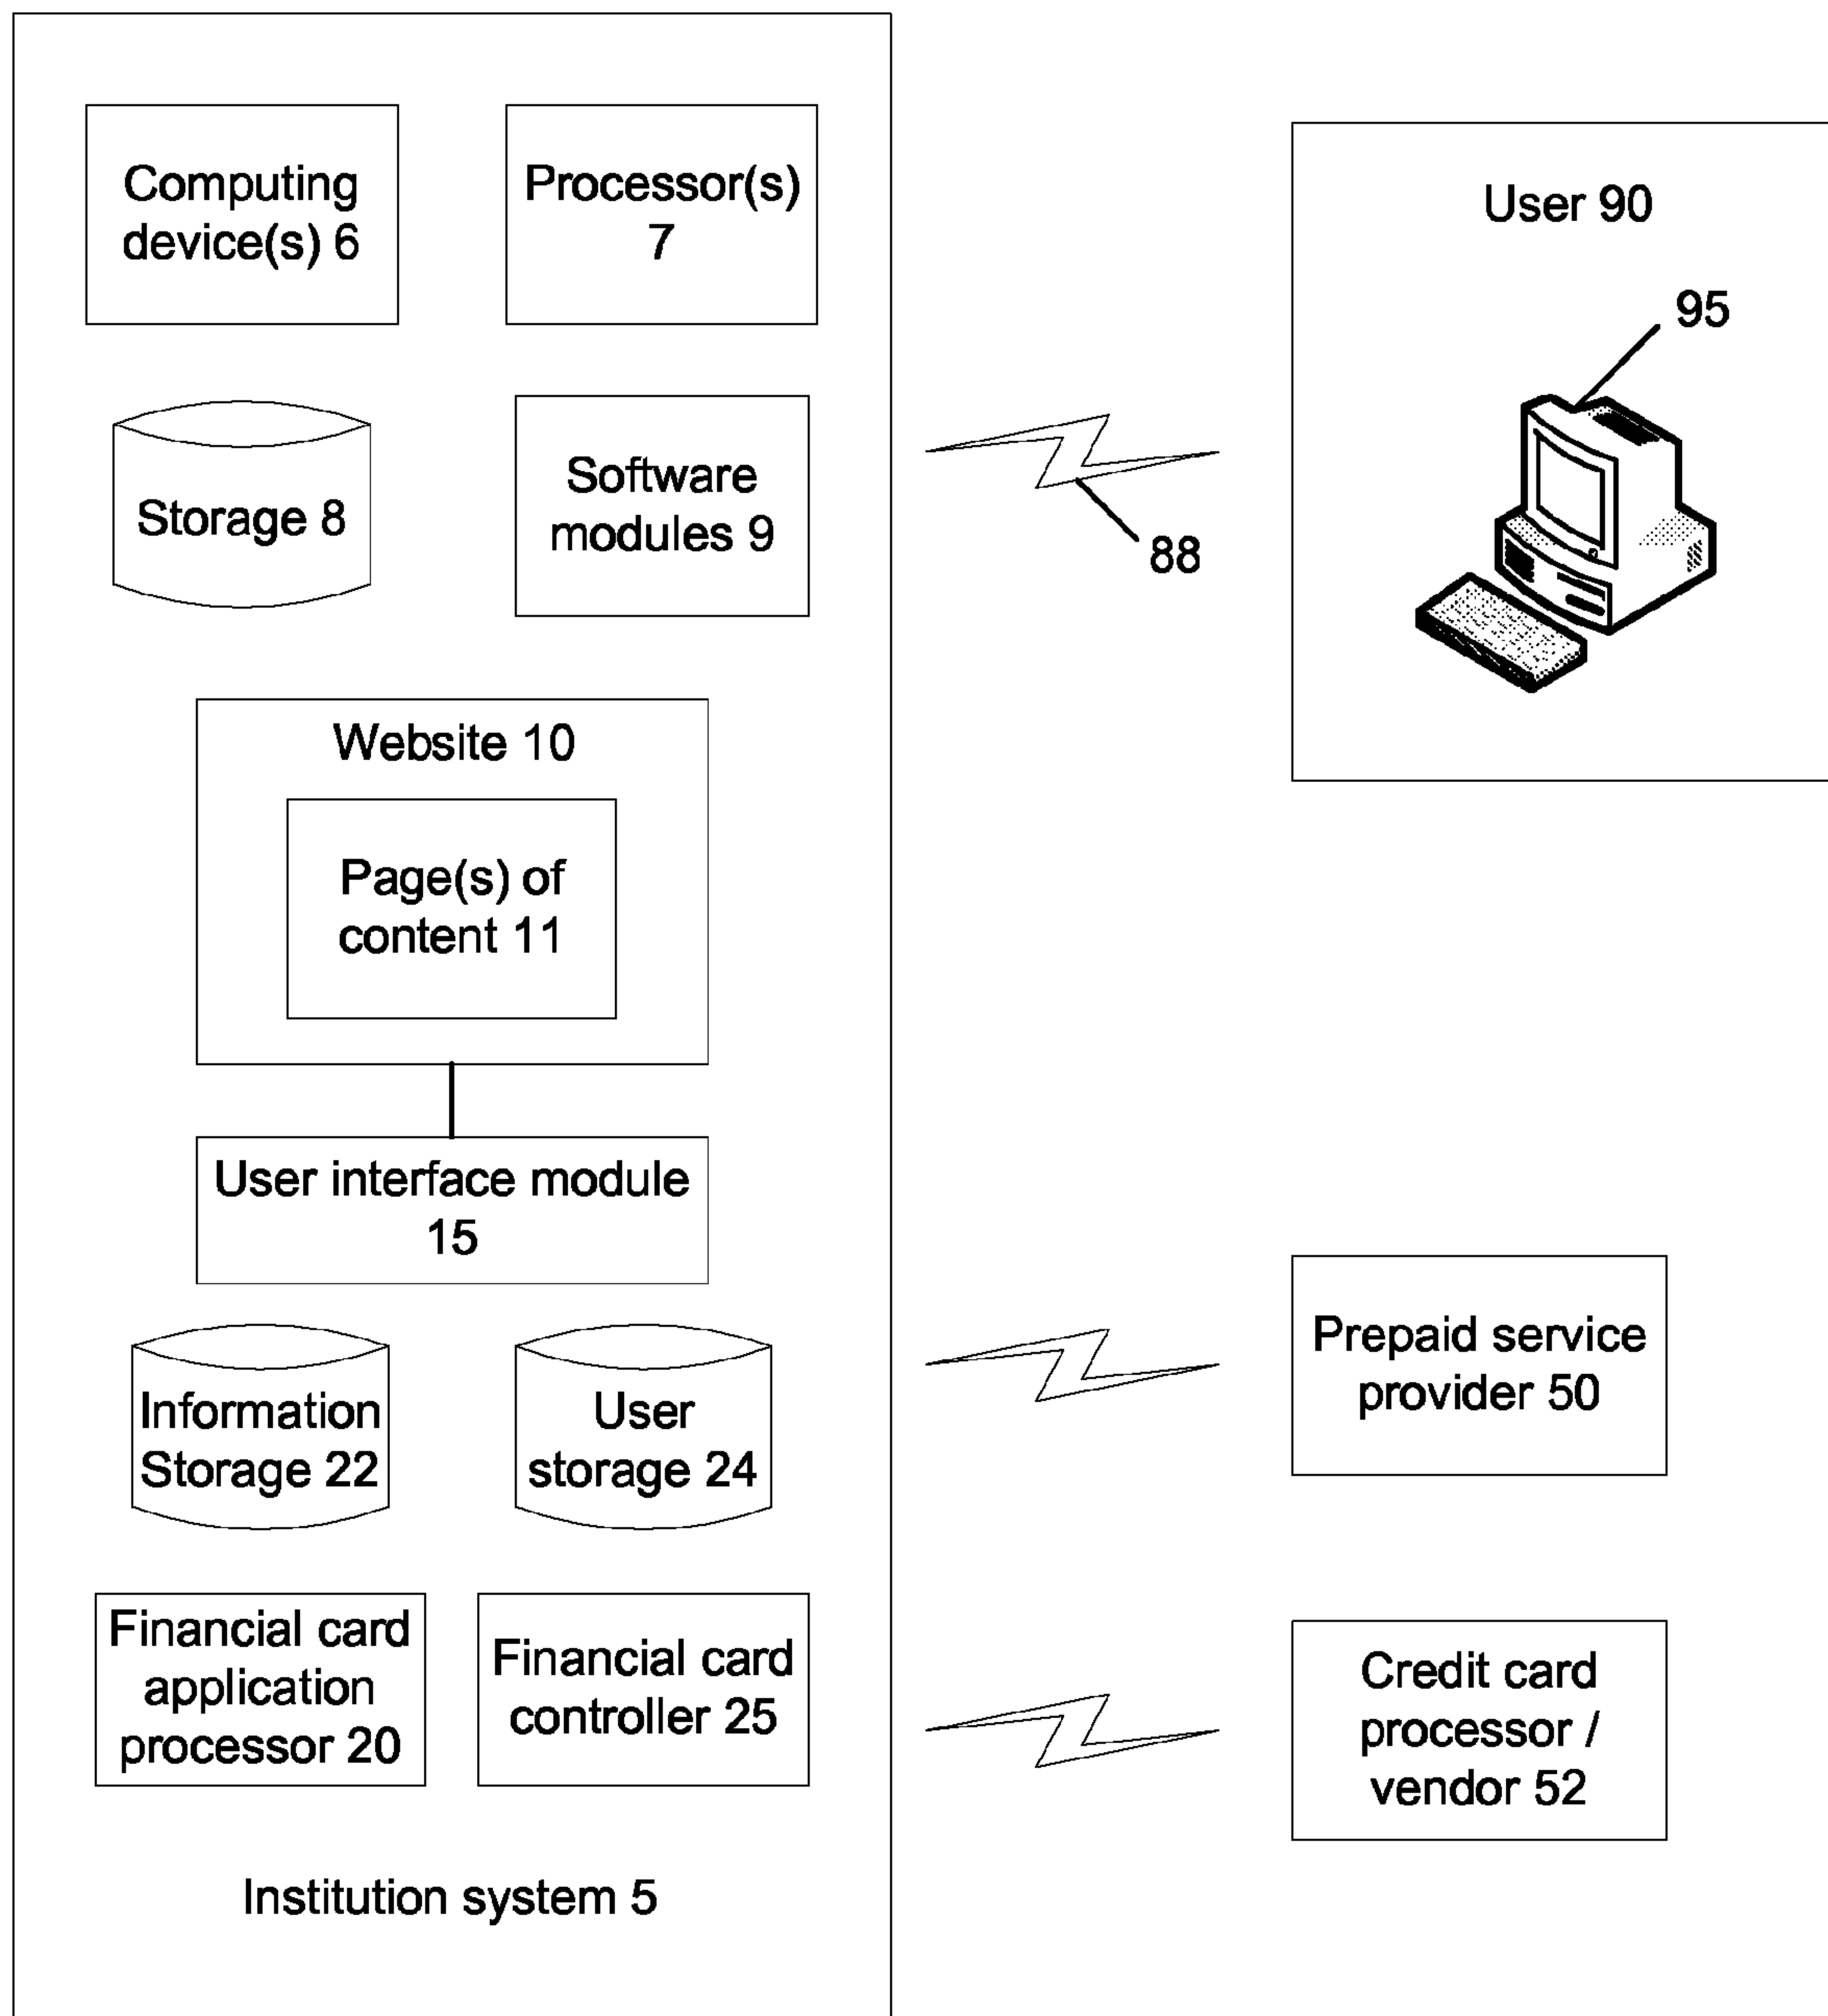 Computing
device(s) 6
Processor(s)
7
Storage 8
Software
modules 9
88
User 90
95
Website 10
Page(s) of
content 11
User interface module
15
Information
Storage 22
User
storage 24
Prepaid service
provider 50
Financial card
application
processor 20
Financial card
controller 25
Credit card
processor /
vendor 52
Institution system 5